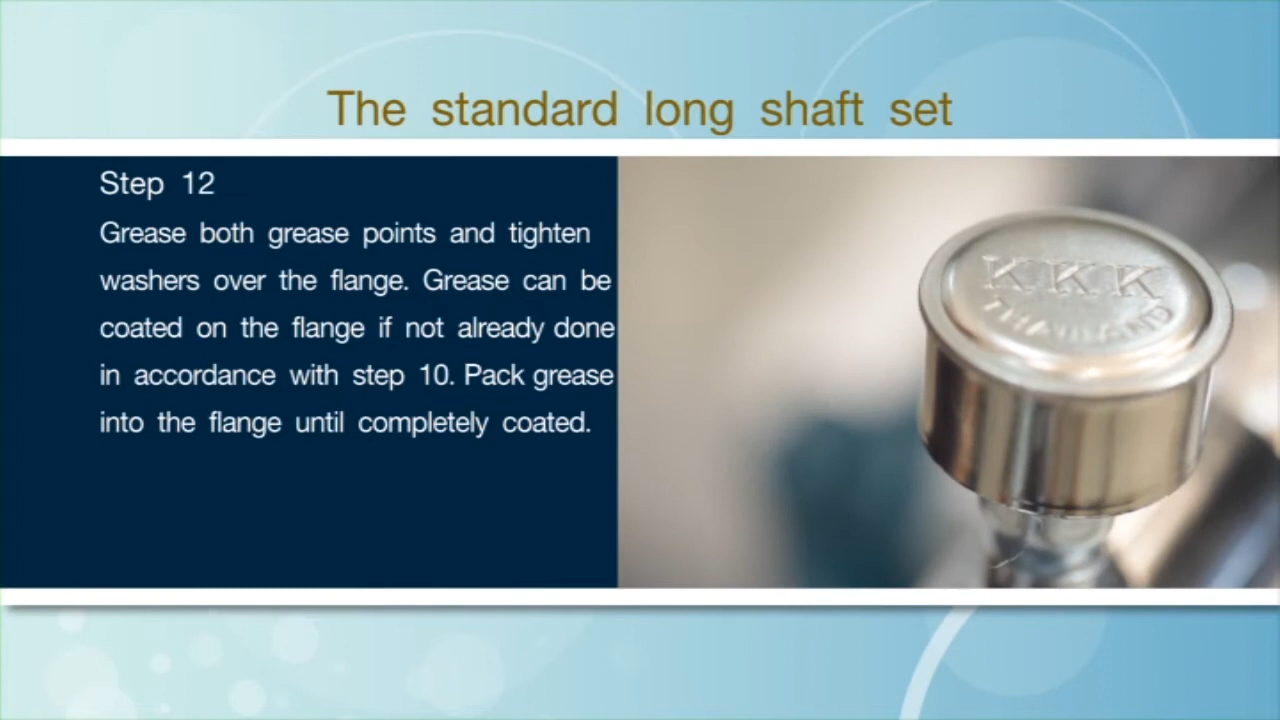 The standard long shaft set
Step 12
Grease both grease points and tighten
washers over the flange. Grease can be
coated on the flange if not already done
in accordance with step 10. Pack grease
into the flange until completely coated.
KKK
THAILAND